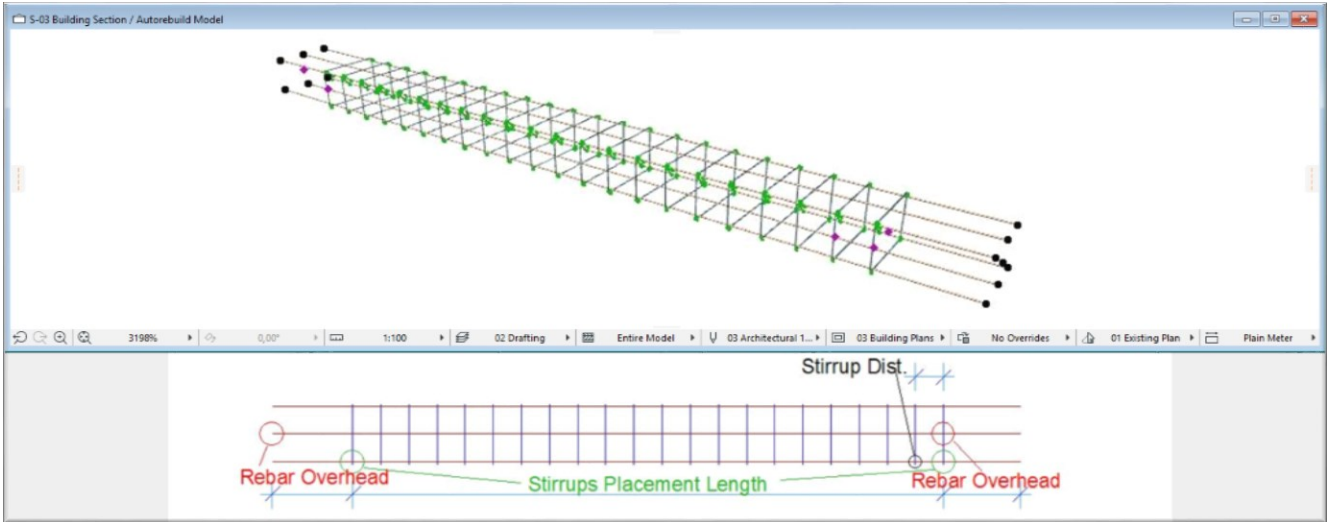 S-03 Building Section / Autorebuild Model
3198%
0,00°
1:100
02 Drafting
Entire Model
03 Architectural 1...
03 Building Plans
No Overrides
01 Existing Plan
Plain Meter
Stirrup Dist.
Rebar Overhead
Stirrups Placement Length
Rebar Overhead